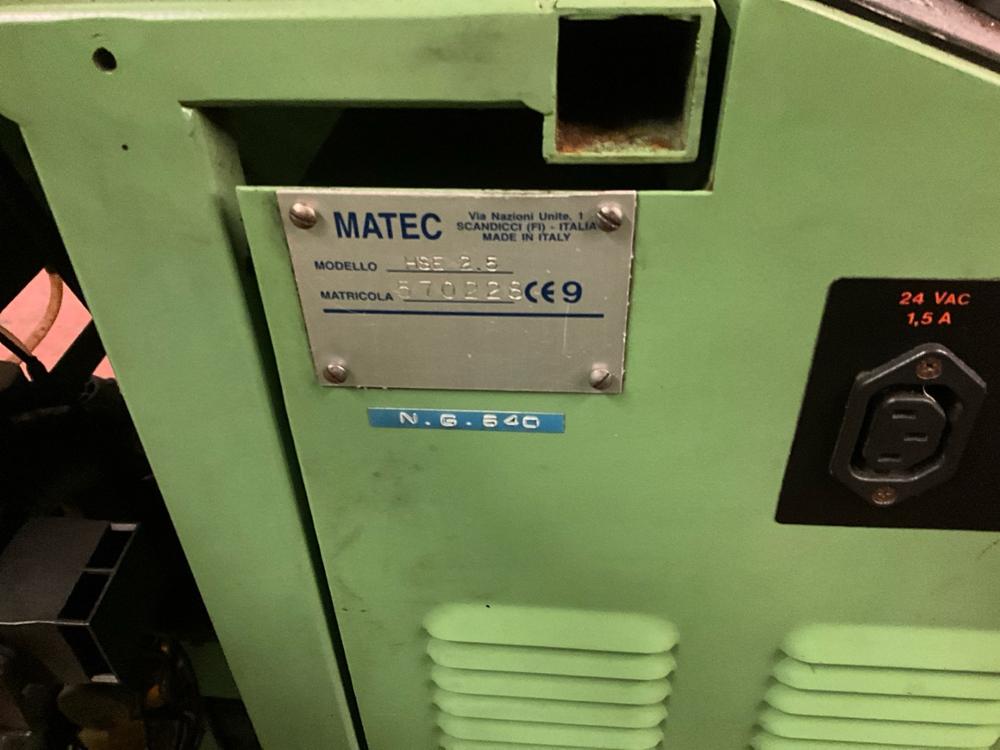 MATEC
Via Nazioni Unite, 1
SCANDICCI (FI) - ITALIA
MADE IN ITALY
MODELLO HSE 2.5
MATRICOLA 570228 CE 9
N.G. 640
24 VAC
1,5 A